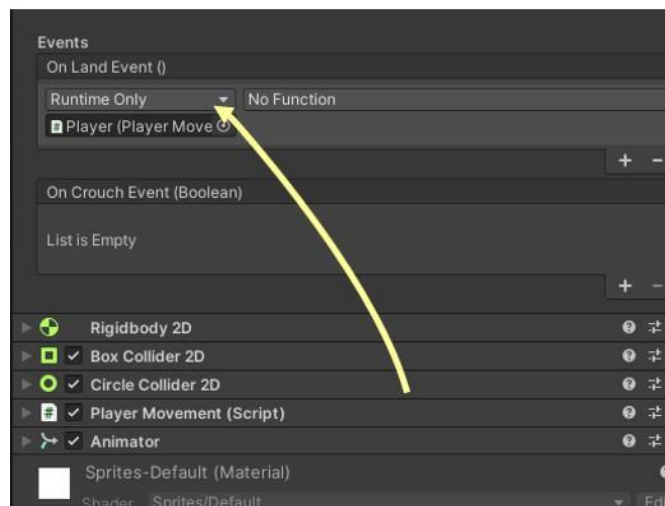 Events
On Land Event ()
Runtime Only No Function
Player (Player Move
On Crouch Event (Boolean)
List is Empty
Rigidbody 2D
Box Collider 2D
Circle Collider 2D
Player Movement (Script)
Animator
Sprites-Default (Material)
Shader Sprites/Default Edi